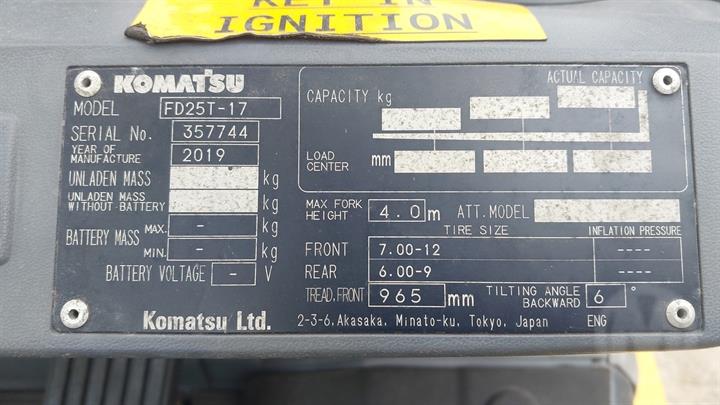 KEY IN
IGNITION
KOMATSU
MODEL FD25T-17
SERIAL No. 357744
YEAR OF MANUFACTURE 2019
UNLADEN MASS kg
UNLADEN MASS WITHOUT BATTERY kg
BATTERY MASS MAX. - kg
MIN. - kg
BATTERY VOLTAGE - V
Komatsu Ltd.
ACTUAL CAPACITY
CAPACITY kg
LOAD CENTER mm
MAX FORK HEIGHT 4.0 m ATT. MODEL
TIRE SIZE INFLATION PRESSURE
FRONT 7.00-12 ----
REAR 6.00-9 ----
TREAD.FRONT 965 mm TILTING ANGLE BACKWARD 6 °
2-3-6, Akasaka, Minato-ku, Tokyo, Japan ENG